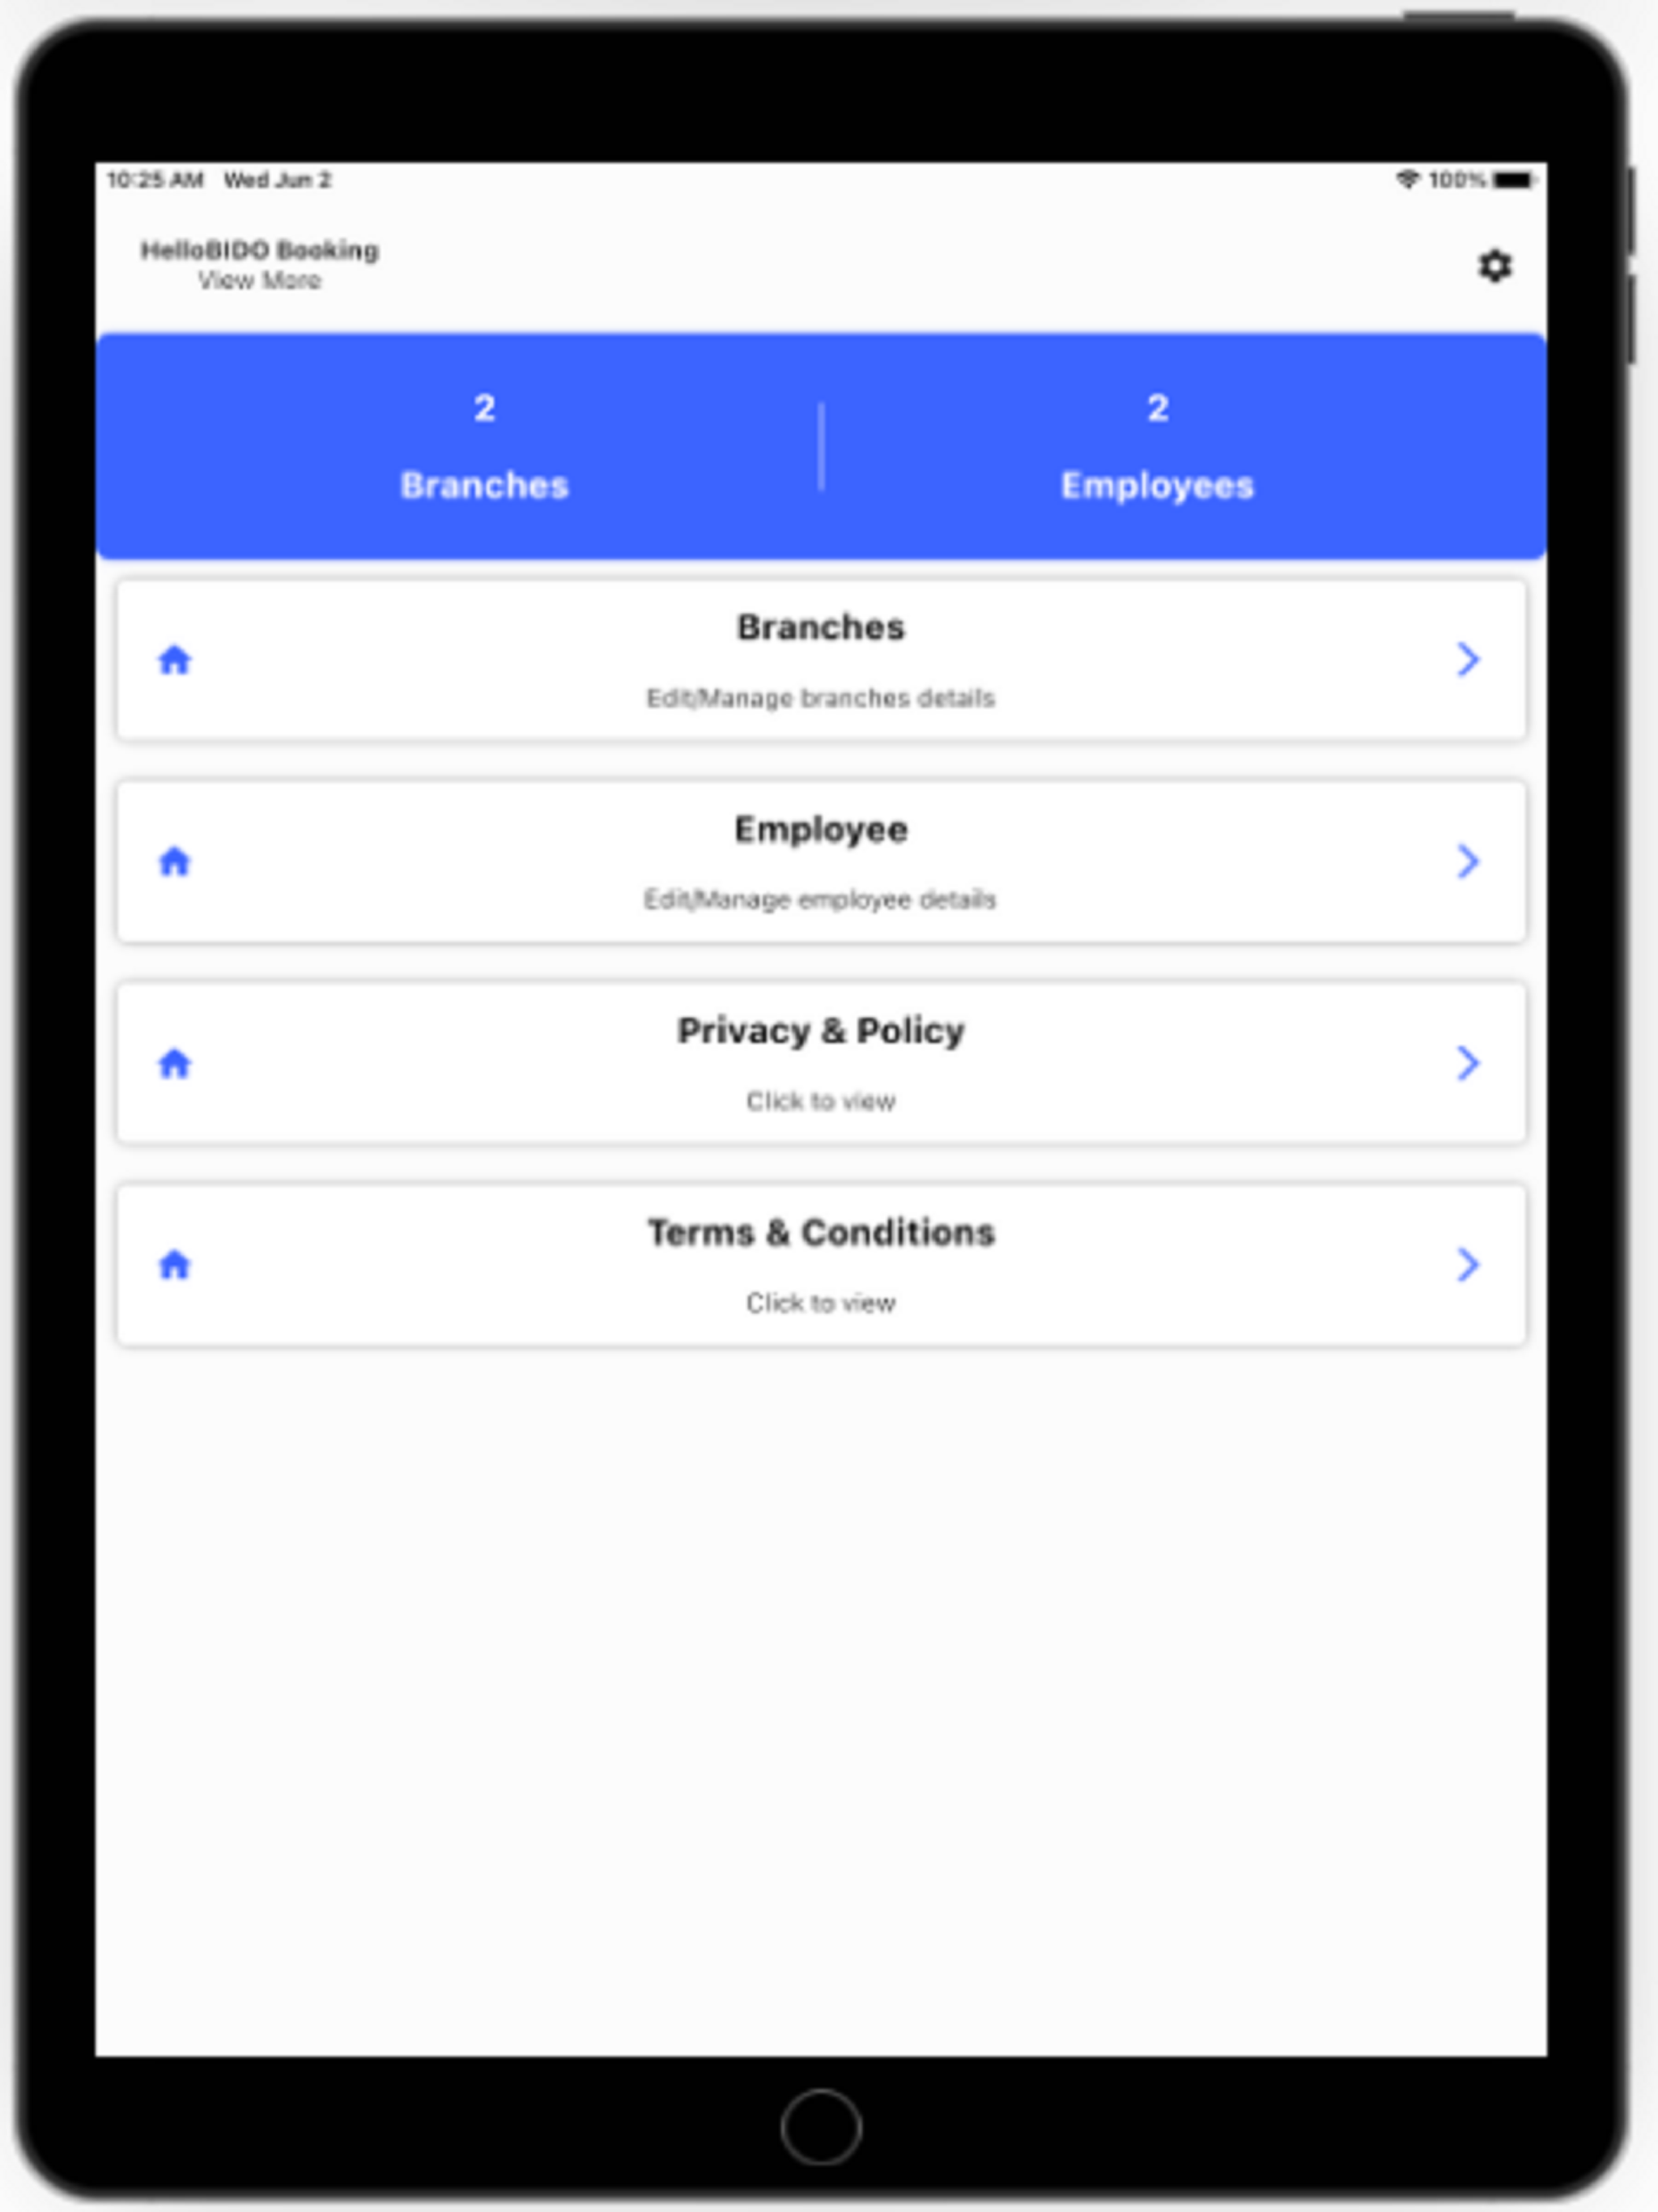 10:25 AM Wed Jun 2 100%
HelloBIDO Booking
View More
2 2
Branches Employees
Branches
Edit/Manage branches details
Employee
Edit/Manage employee details
Privacy & Policy
Click to view
Terms & Conditions
Click to view